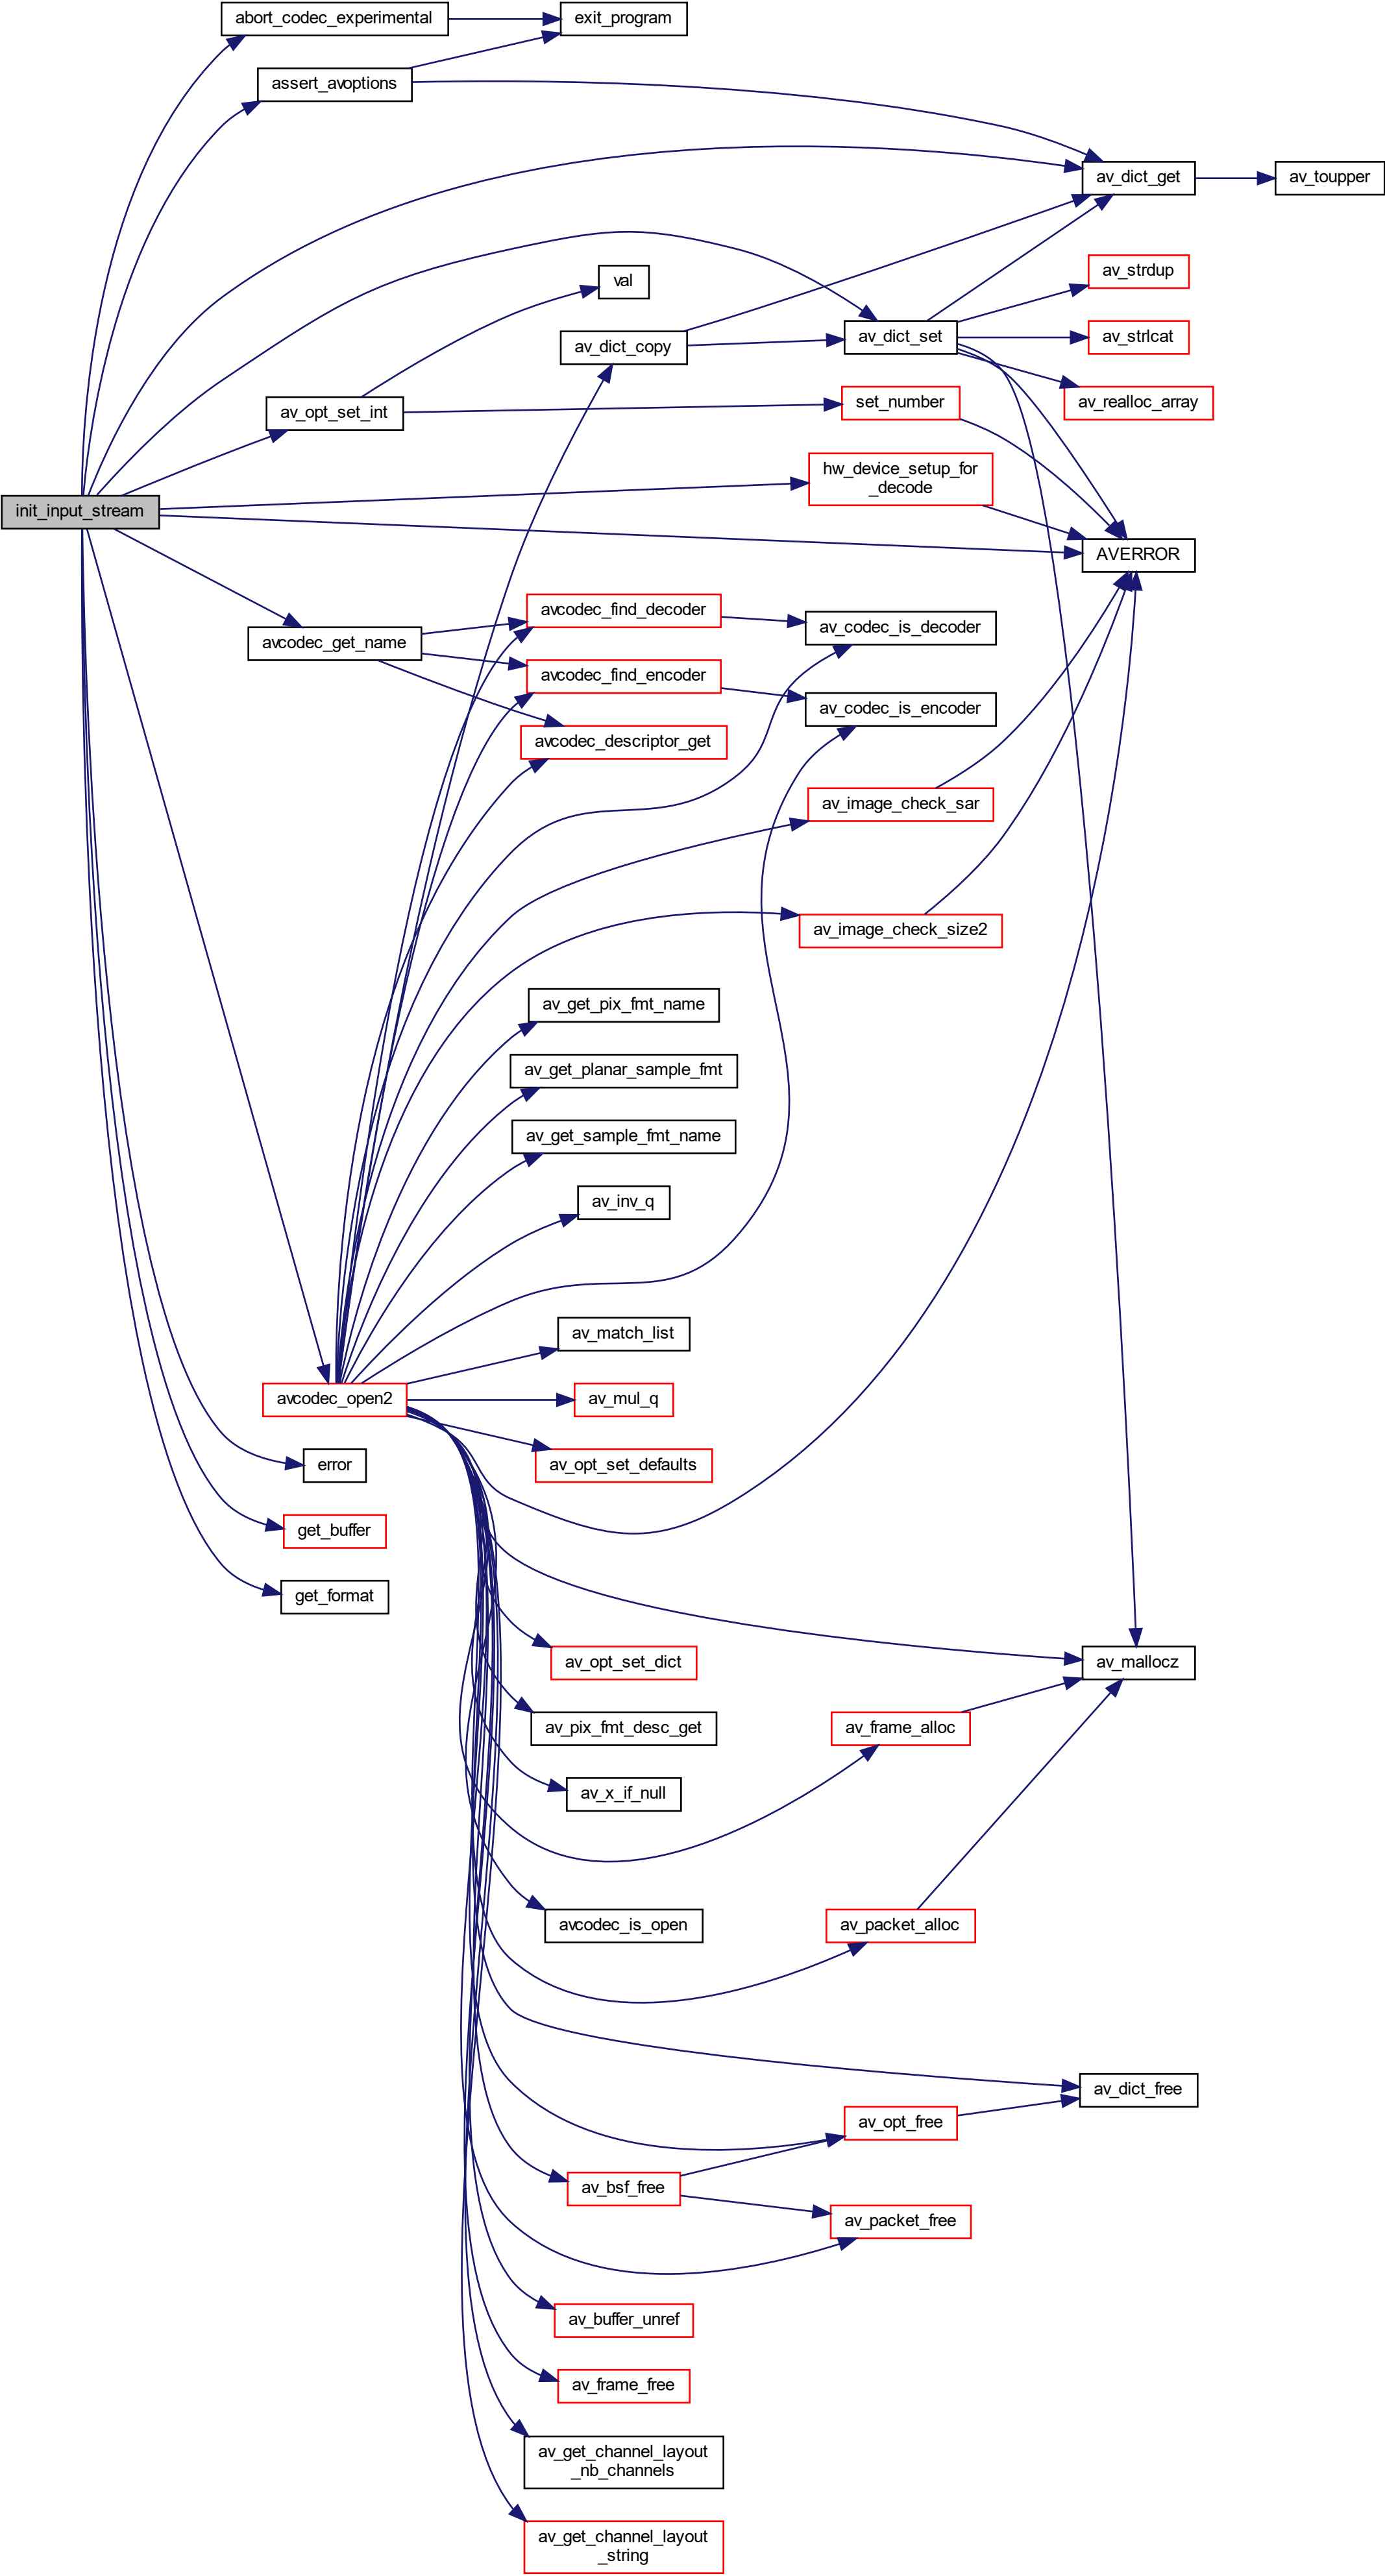 abort_codec_experimental
exit_program
assert_avoptions
av_dict_get
av_toupper
av_strdup
val
av_dict_set
av_strlcat
av_dict_copy
av_realloc_array
set_number
av_opt_set_int
hw_device_setup_for
_decode
init_input_stream
AVERROR
avcodec_find_decoder
av_codec_is_decoder
avcodec_get_name
avcodec_find_encoder
av_codec_is_encoder
avcodec_descriptor_get
av_image_check_sar
av_image_check_size2
av_get_pix_fmt_name
av_get_planar_sample_fmt
av_get_sample_fmt_name
av_inv_q
av_match_list
avcodec_open2
av_mul_q
error
av_opt_set_defaults
get_buffer
get_format
av_opt_set_dict
av_mallocz
av_pix_fmt_desc_get
av_frame_alloc
av_x_if_null
avcodec_is_open
av_packet_alloc
av_dict_free
av_opt_free
av_bsf_free
av_packet_free
av_buffer_unref
av_frame_free
av_get_channel_layout
_nb_channels
av_get_channel_layout
_string